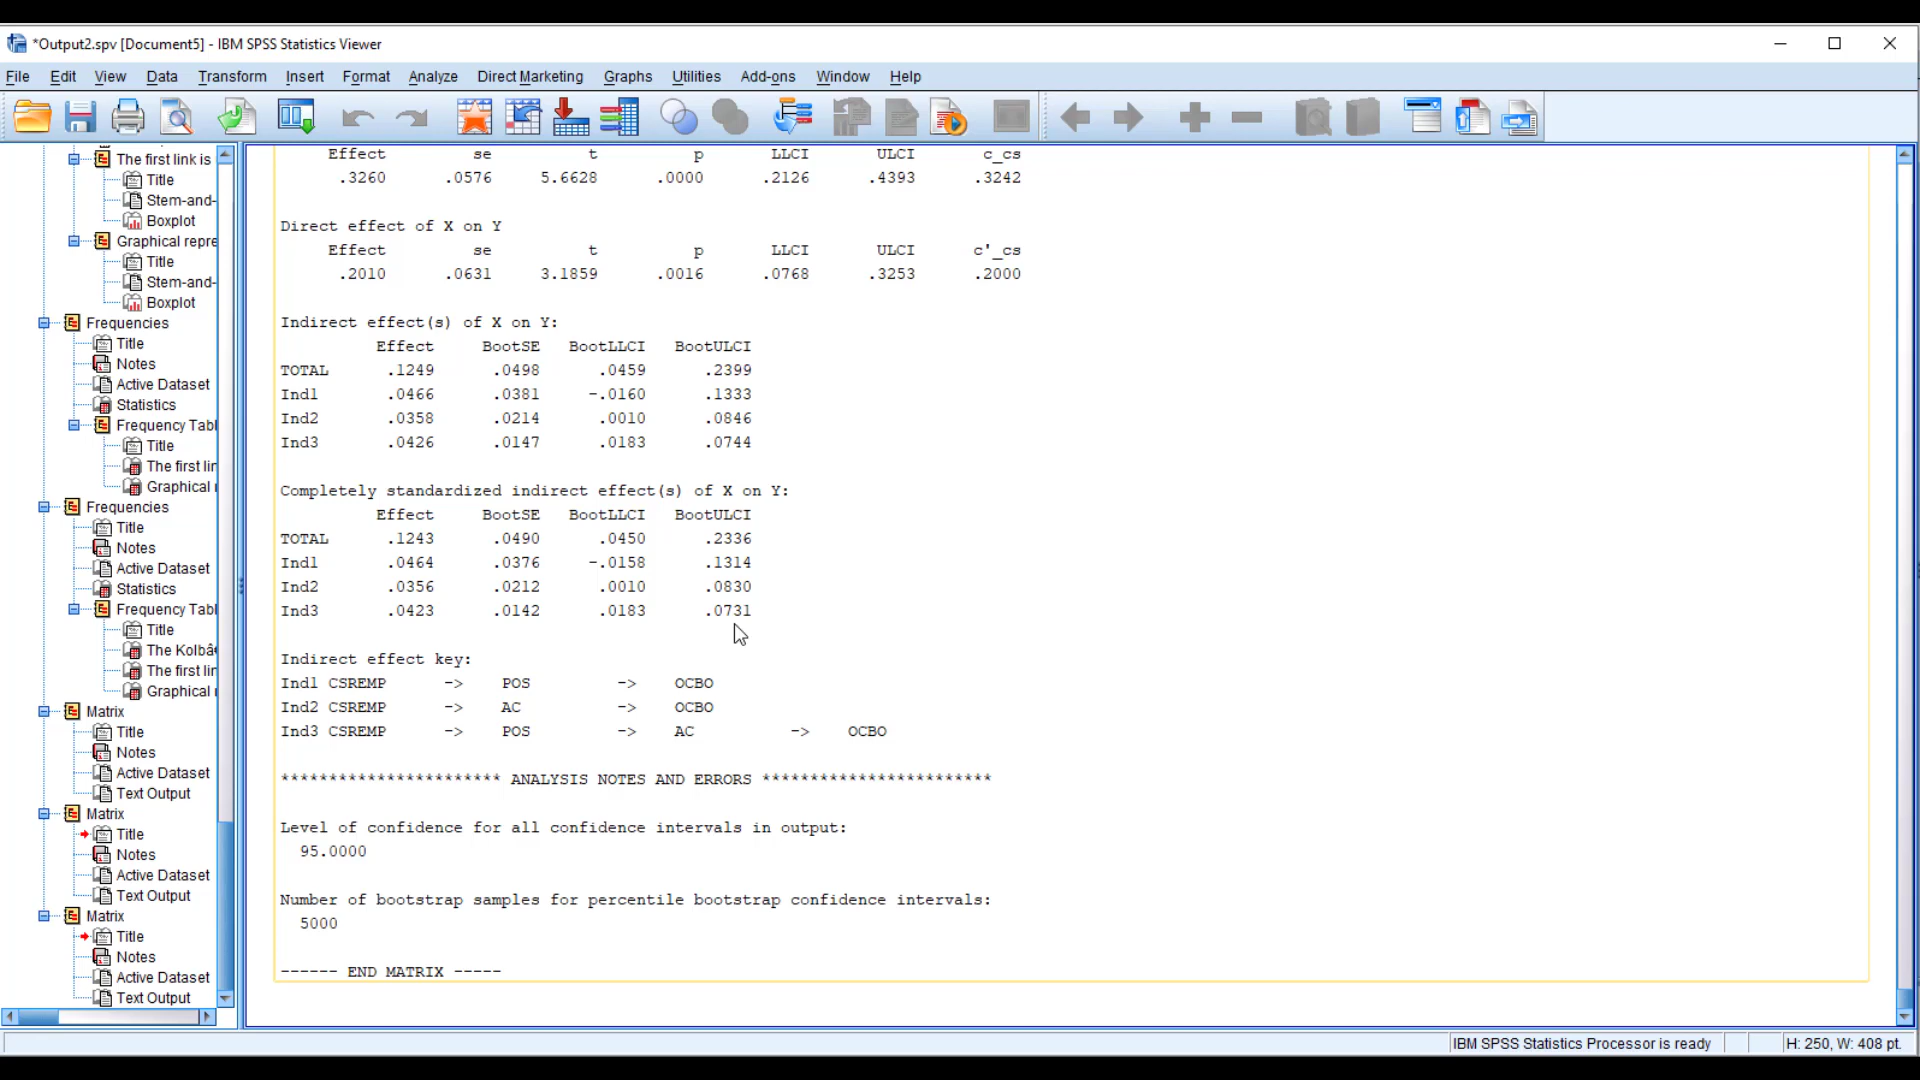 *Output2.spv [Document5] - IBM SPSS Statistics Viewer
File Edit View Data Transform Insert Format Analyze Direct Marketing Graphs Utilities Add-ons Window Help
The first link is
Title
Stem-and-
Boxplot
Graphical repre
Title
Stem-and-
Boxplot
Frequencies
Title
Notes
Active Dataset
Statistics
Frequency Tabl
Title
The first lir
Graphical r
Frequencies
Title
Notes
Active Dataset
Statistics
Frequency Tabl
Title
The Kolbâ€
The first lir
Graphical r
Matrix
Title
Notes
Active Dataset
Text Output
Matrix
Title
Notes
Active Dataset
Text Output
Matrix
Title
Notes
Active Dataset
Text Output
Effect se t p LLCI ULCI c_cs
.3260 .0576 5.6628 .0000 .2126 .4393 .3242
Direct effect of X on Y
Effect se t p LLCI ULCI c'_cs
.2010 .0631 3.1859 .0016 .0768 .3253 .2000
Indirect effect(s) of X on Y:
Effect BootSE BootLLCI BootULCI
TOTAL .1249 .0498 .0459 .2399
Ind1 .0466 .0381 -.0160 .1333
Ind2 .0358 .0214 .0010 .0846
Ind3 .0426 .0147 .0183 .0744
Completely standardized indirect effect(s) of X on Y:
Effect BootSE BootLLCI BootULCI
TOTAL .1243 .0490 .0450 .2336
Ind1 .0464 .0376 -.0158 .1314
Ind2 .0356 .0212 .0010 .0830
Ind3 .0423 .0142 .0183 .0731
Indirect effect key:
Ind1 CSREMP -> POS -> OCBO
Ind2 CSREMP -> AC -> OCBO
Ind3 CSREMP -> POS -> AC -> OCBO
*********************** ANALYSIS NOTES AND ERRORS ************************
Level of confidence for all confidence intervals in output:
95.0000
Number of bootstrap samples for percentile bootstrap confidence intervals:
5000
------ END MATRIX -----
IBM SPSS Statistics Processor is ready H: 250, W: 408 pt.